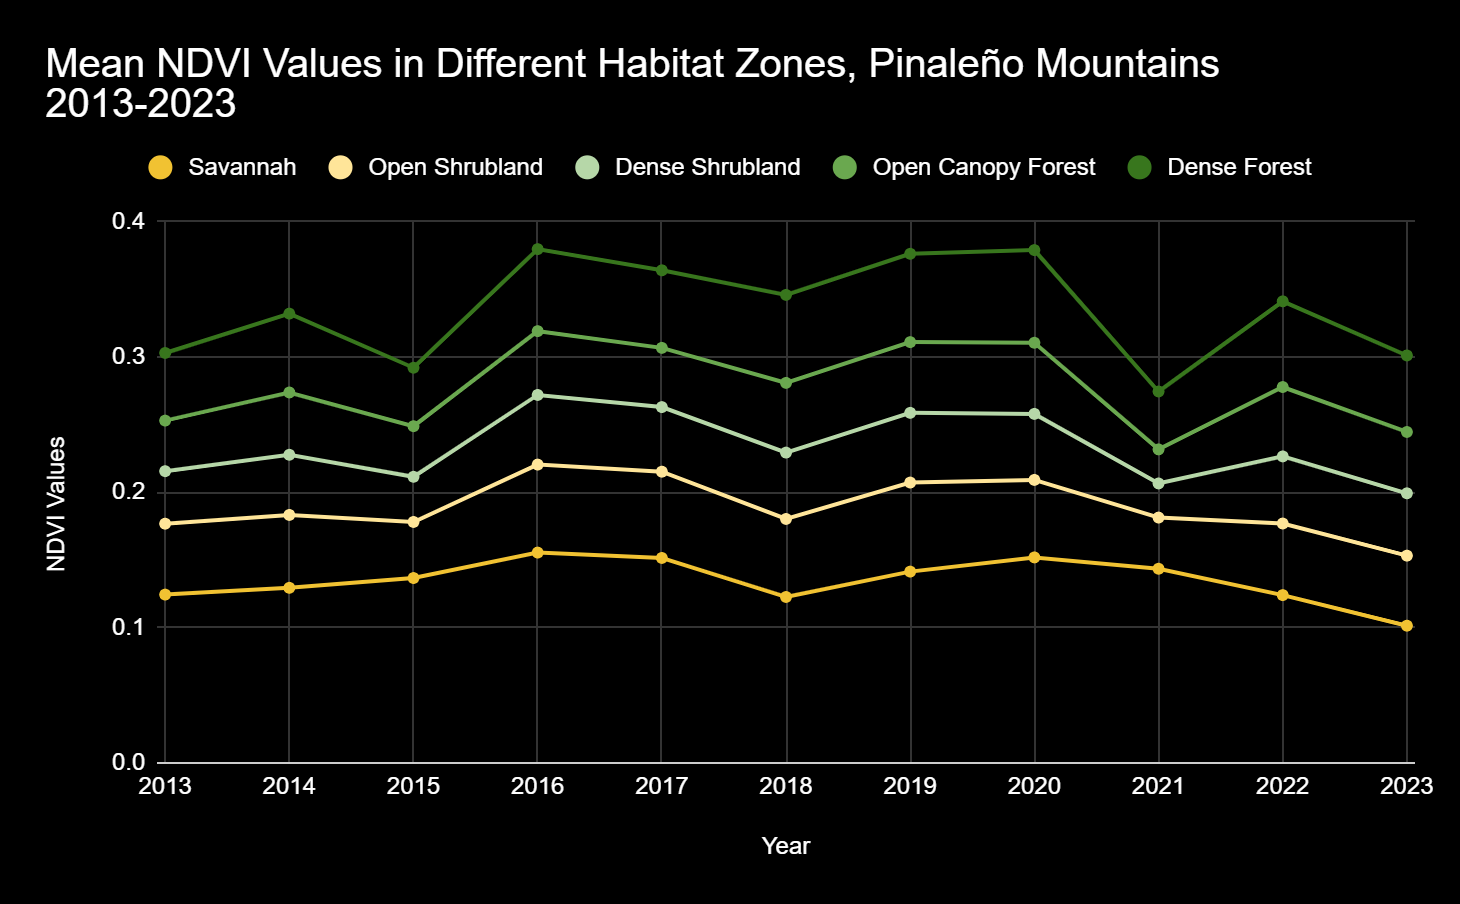 Mean NDVI Values in Different Habitat Zones, Pinaleño Mountains
2013-2023
Savannah Open Shrubland Dense Shrubland Open Canopy Forest Dense Forest
0.4
0.3
0.2
0.1
0.0
NDVI Values
2013 2014 2015 2016 2017 2018 2019 2020 2021 2022 2023
Year